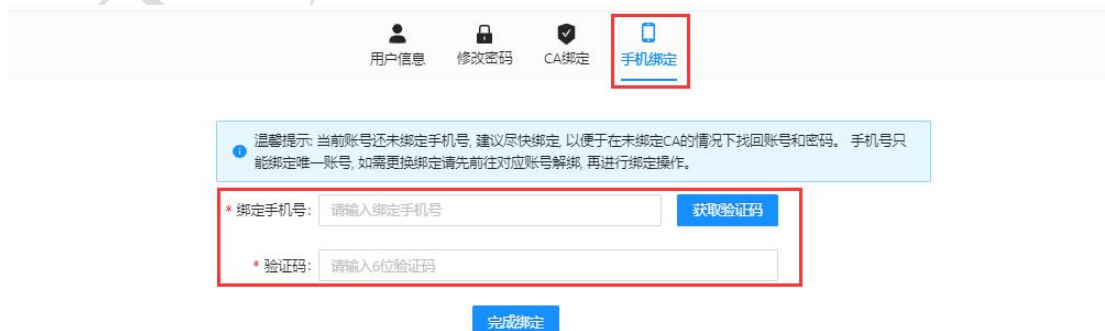 用户信息 修改密码 CA绑定 手机绑定
温馨提示: 当前账号还未绑定手机号, 建议尽快绑定, 以便于在未绑定CA的情况下找回账号和密码。 手机号只
能绑定唯一账号, 如需更换绑定请先前往对应账号解绑, 再进行绑定操作。
* 绑定手机号: 请输入绑定手机号 获取验证码
* 验证码: 请输入6位验证码
完成绑定